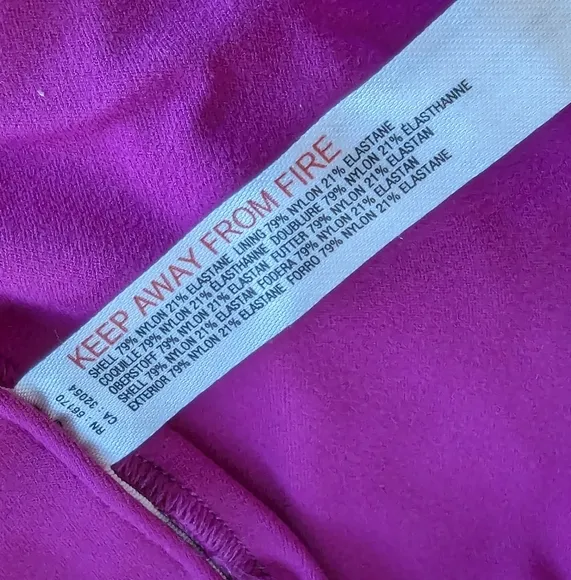 KEEP AWAY FROM FIRE
SHELL 79% NYLON 21% ELASTANE LINING 79% NYLON 21% ELASTANE
COQUILLE 79% NYLON 21% ÉLASTHANNE DOUBLURE 79% NYLON 21% ÉLASTHANNE
OBERSTOFF 79% NYLON 21% ELASTAN FUTTER 79% NYLON 21% ELASTAN
SHELL 79% NYLON 21% ELASTAN FODERA 79% NYLON 21% ELASTAN
EXTERIOR 79% NYLON 21% ELASTANE FORRO 79% NYLON 21% ELASTANE
RN : 66170
CA : 32054